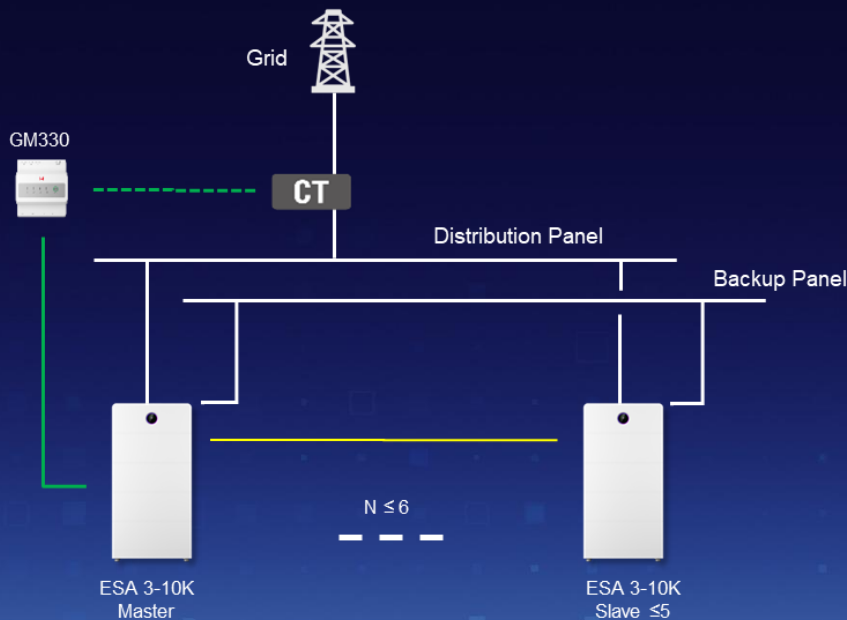 Grid
GM330
CT
Distribution Panel
Backup Panel
N ≤ 6
ESA 3-10K
Master
ESA 3-10K
Slave ≤5